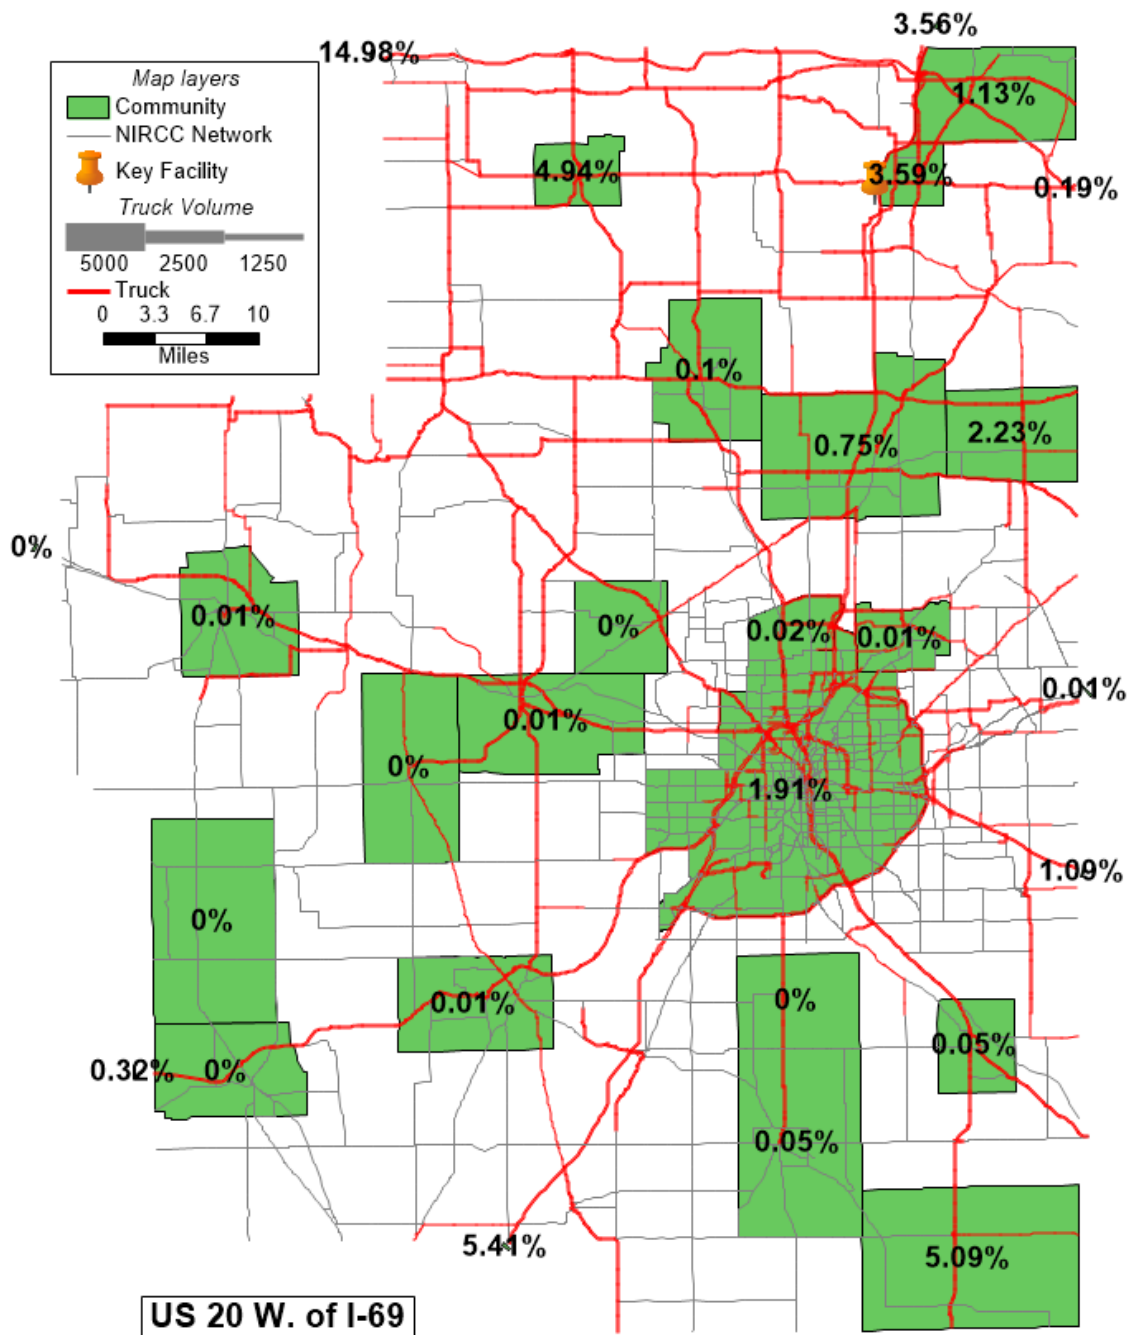 3.56%
14.98%
Map layers
Community
NIRCC Network
Key Facility
Truck Volume
5000 2500 1250
Truck
0 3.3 6.7 10
Miles
1.13%
4.94%
3.59%
0.19%
0.1%
0.75%
2.23%
0%
0.01%
0%
0.02%
0.01%
0.01%
0.01%
0%
1.91%
1.09%
0%
0%
0.01%
0.05%
0.32%
0%
0.05%
5.41%
5.09%
US 20 W. of I-69